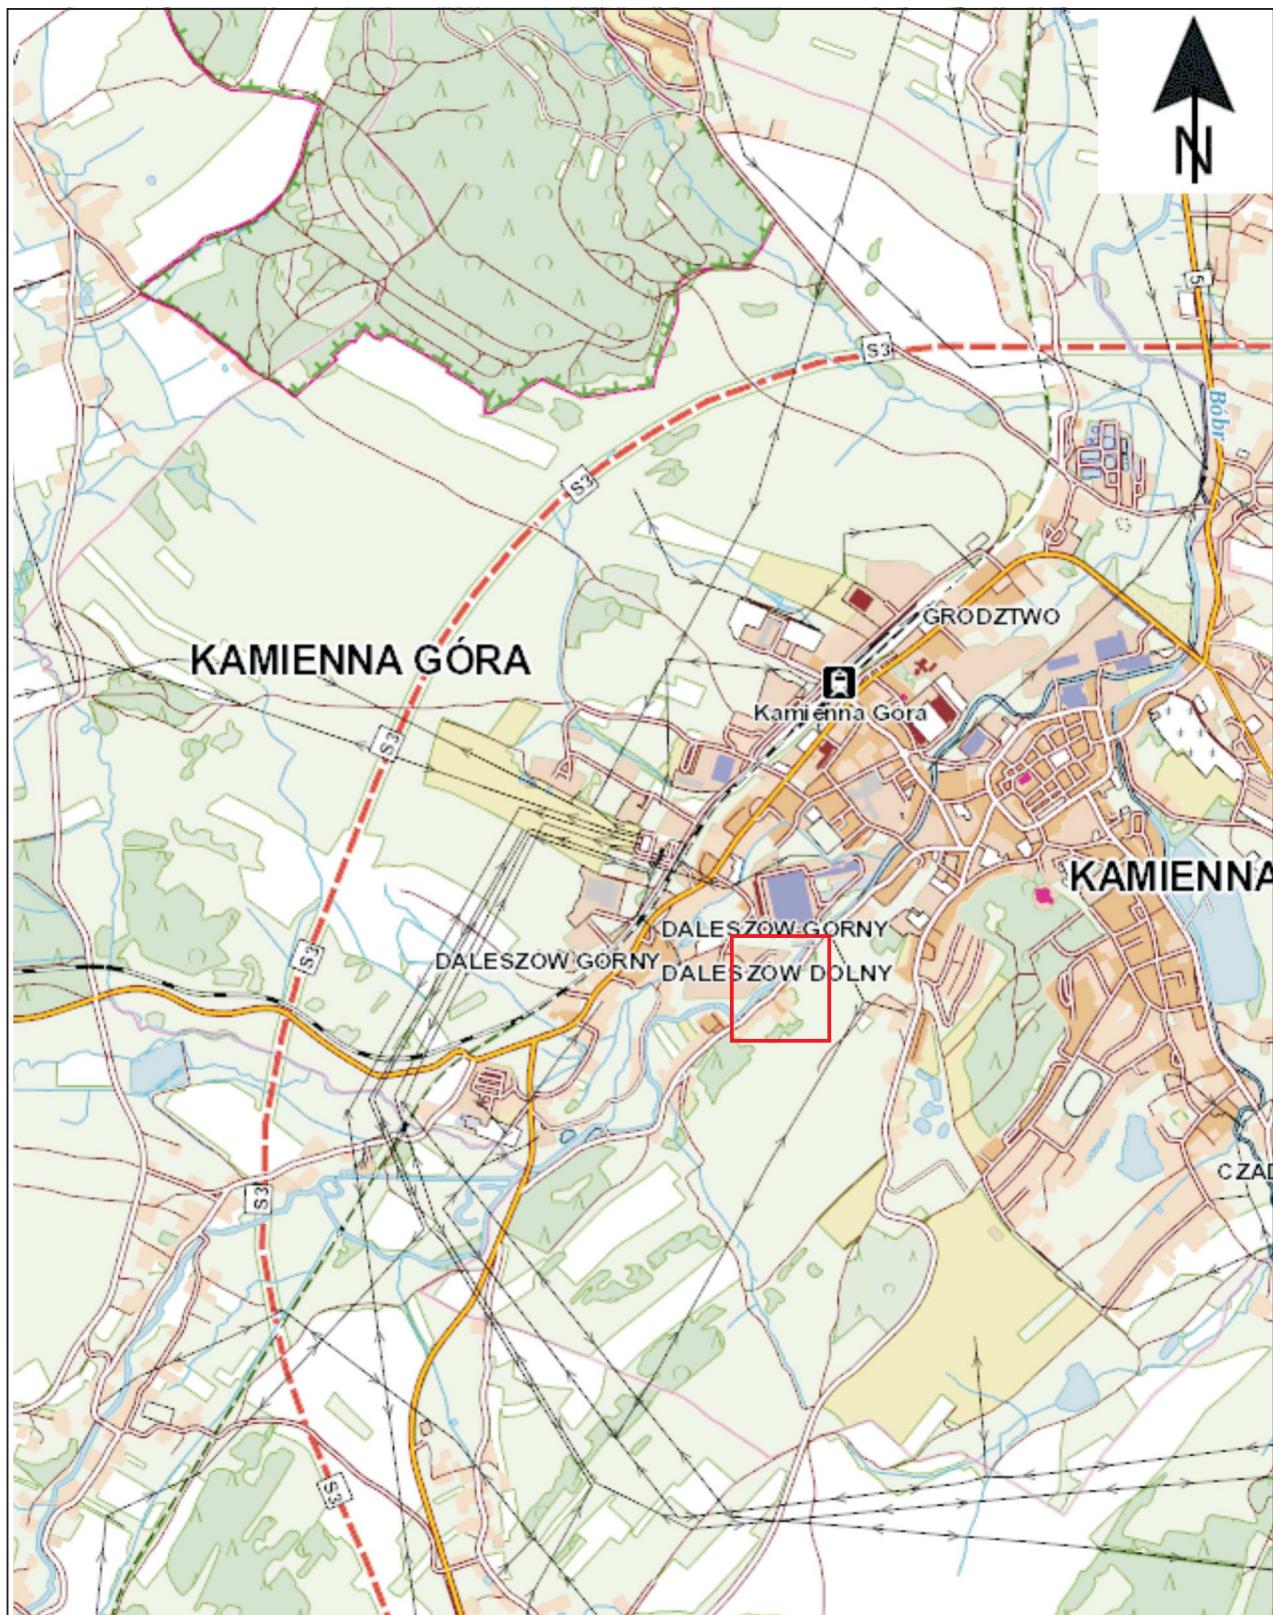 N
5
S3
Bóbr
S3
GRODZTWO
KAMIENNA GÓRA
Kamienna Góra
S3
KAMIENNA
DALESZÓW GÓRNY
DALESZÓW GÓRNY
DALESZÓW DOLNY
S3
CZAD
S3
S3